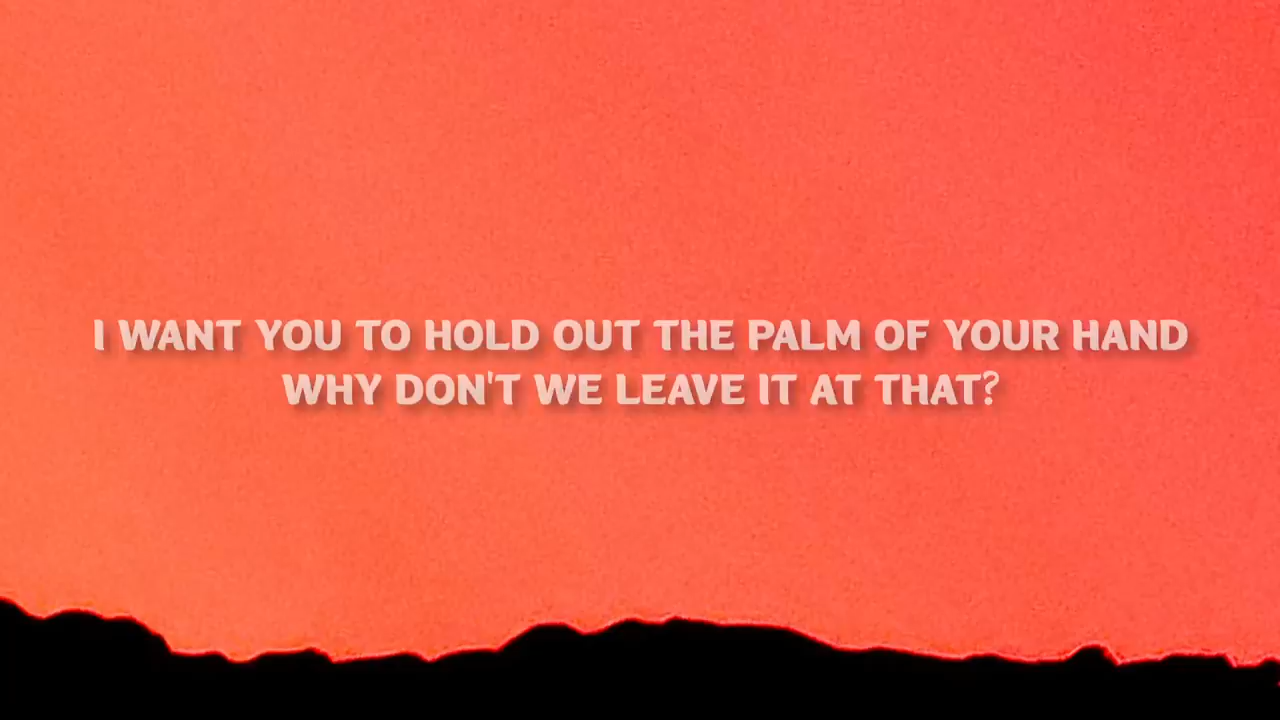 I WANT YOU TO HOLD OUT THE PALM OF YOUR HAND
WHY DON'T WE LEAVE IT AT THAT?